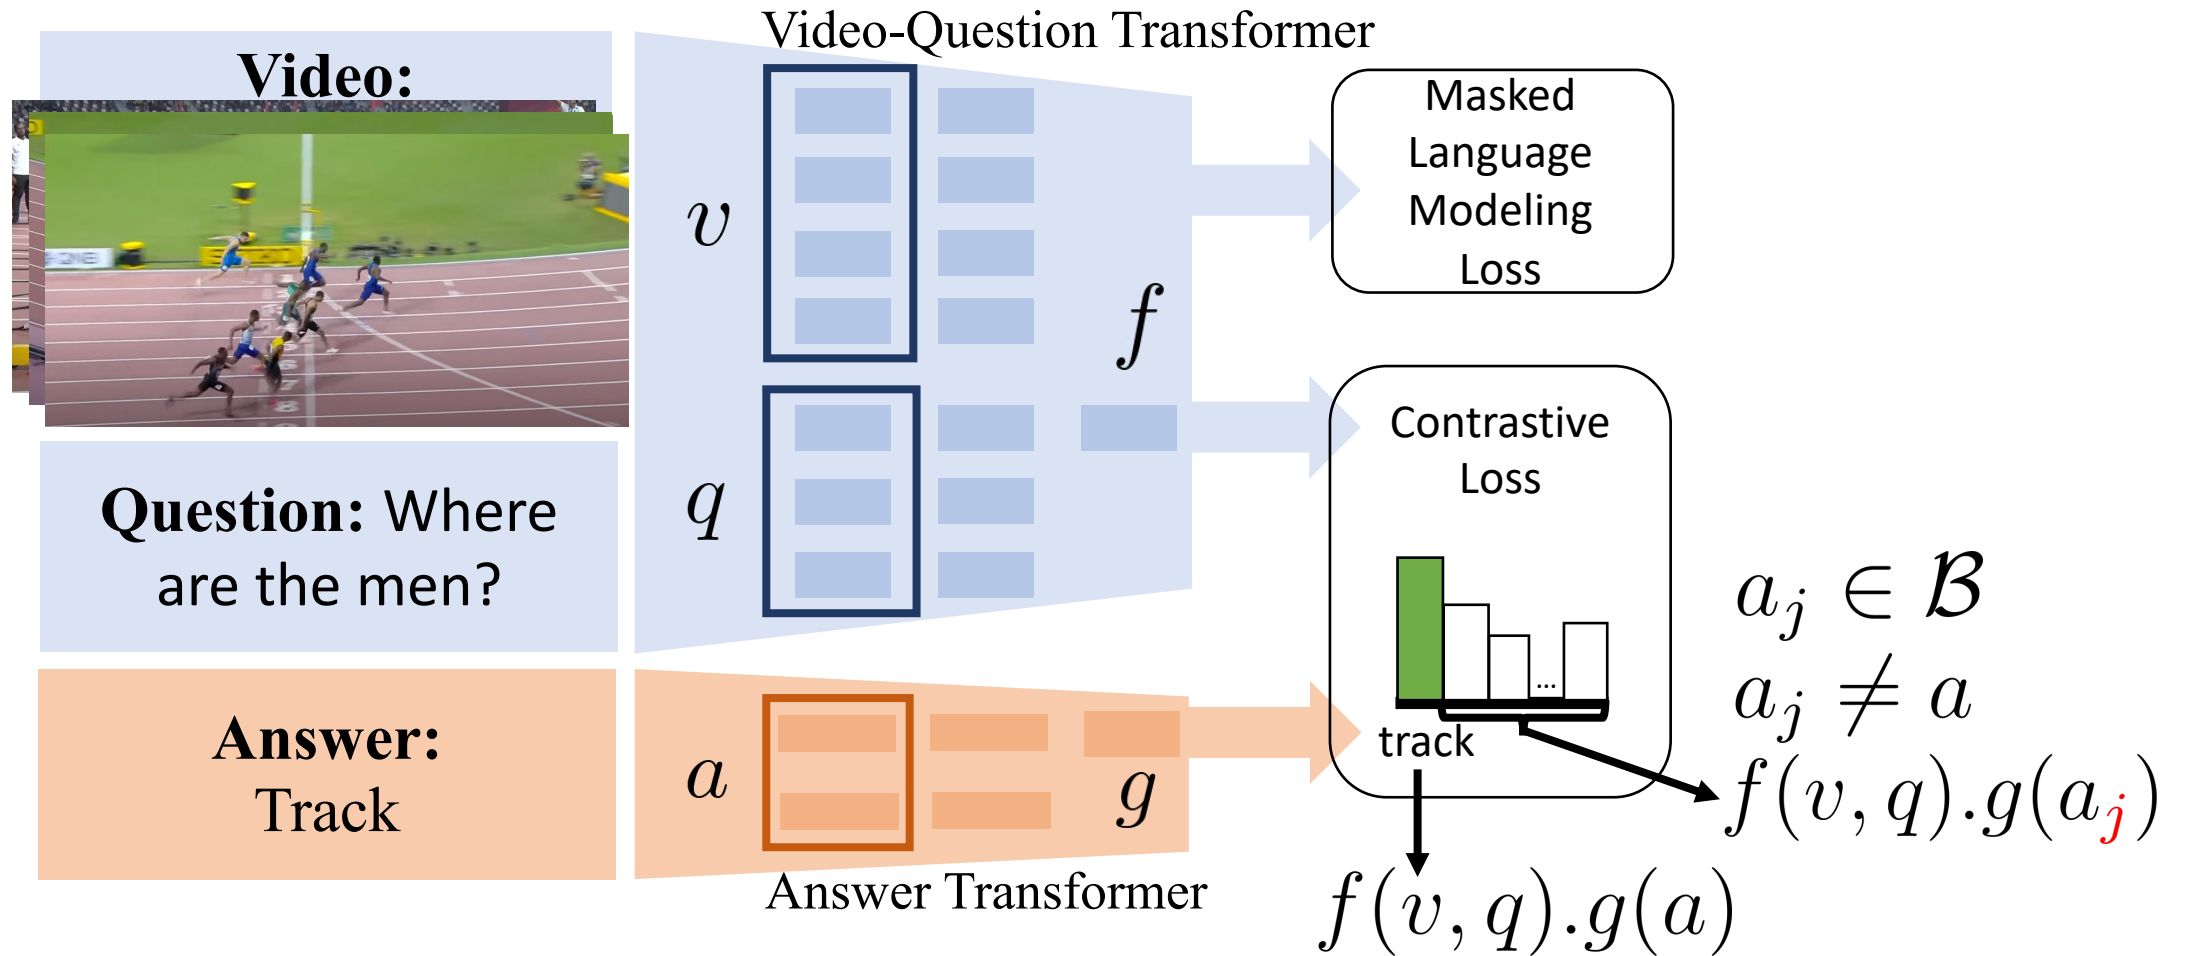 Video-Question Transformer
Video:
Question: Where
are the men?
Answer:
Track
v
q
f
a
g
Answer Transformer
Masked
Language
Modeling
Loss
Contrastive
Loss
...
track
a_j ∈ ℬ
a_j ≠ a
f(v, q).g(a_j)
f(v, q).g(a)